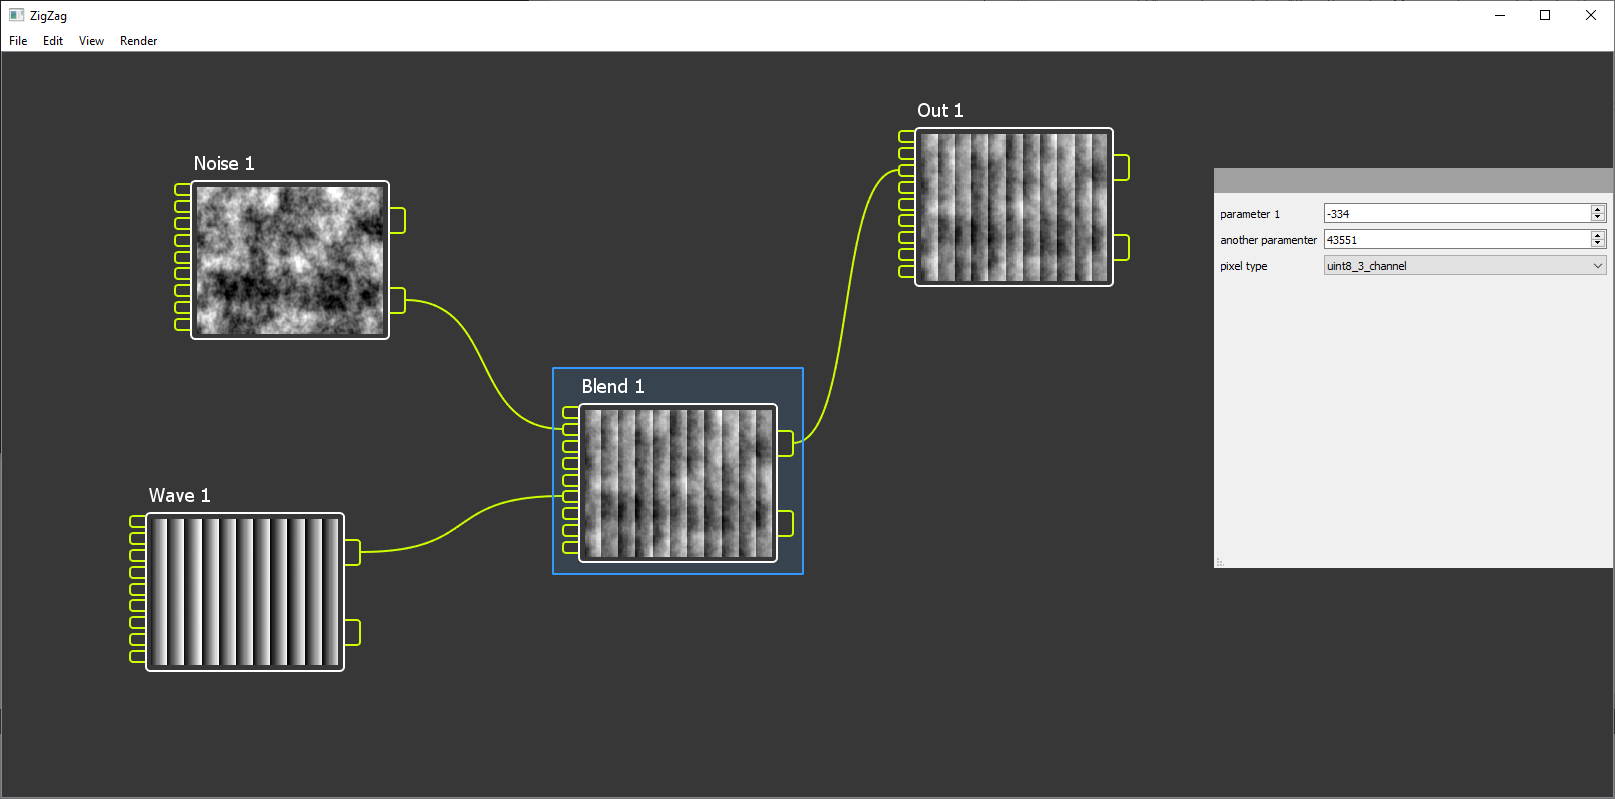 ZigZag
File Edit View Render
Out 1
Noise 1
parameter 1 -334
another paramenter 43551
pixel type uint8_3_channel
Blend 1
Wave 1